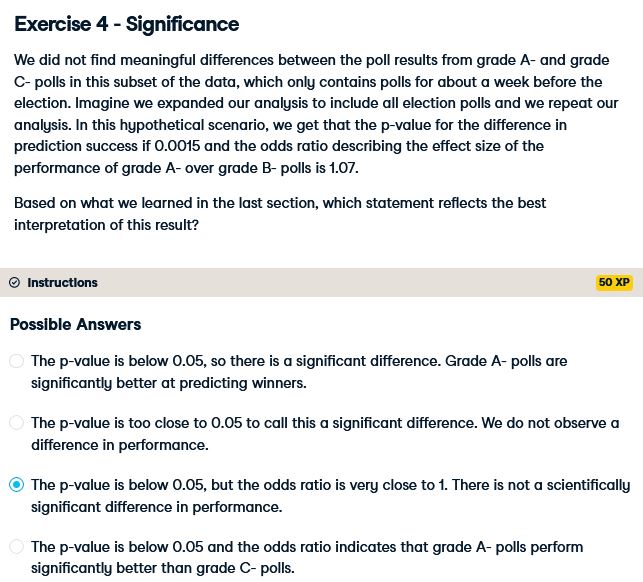 Exercise 4 - Significance
We did not find meaningful differences between the poll results from grade A- and grade
C- polls in this subset of the data, which only contains polls for about a week before the
election. Imagine we expanded our analysis to include all election polls and we repeat our
analysis. In this hypothetical scenario, we get that the p-value for the difference in
prediction success if 0.0015 and the odds ratio describing the effect size of the
performance of grade A- over grade B- polls is 1.07.
Based on what we learned in the last section, which statement reflects the best
interpretation of this result?
Instructions
50 XP
Possible Answers
The p-value is below 0.05, so there is a significant difference. Grade A- polls are
significantly better at predicting winners.
The p-value is too close to 0.05 to call this a significant difference. We do not observe a
difference in performance.
The p-value is below 0.05, but the odds ratio is very close to 1. There is not a scientifically
significant difference in performance.
The p-value is below 0.05 and the odds ratio indicates that grade A- polls perform
significantly better than grade C- polls.